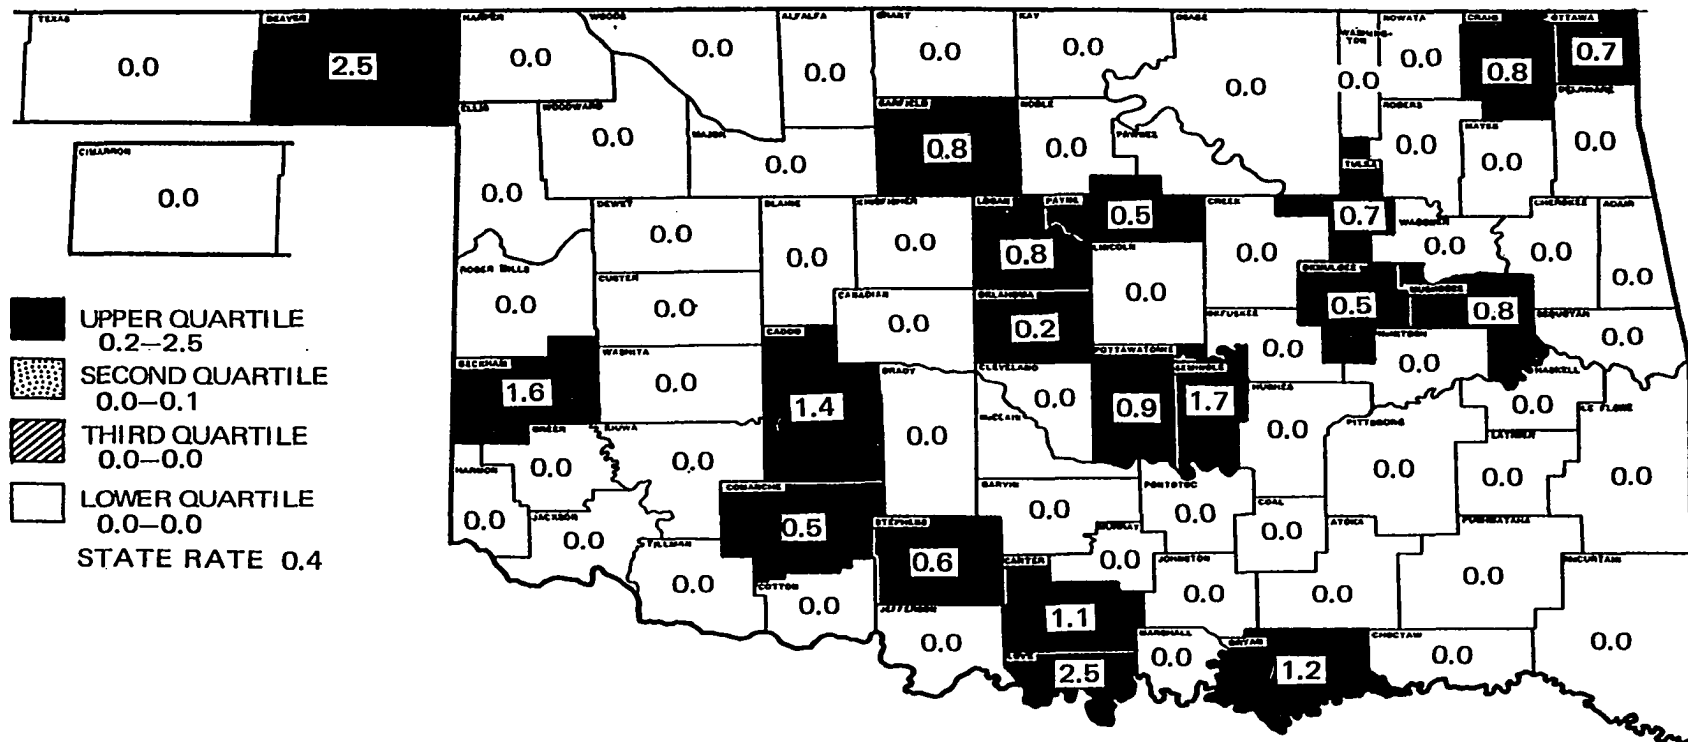 TEXAS
BEAVER
HARPER
WOODS
ALFALFA
GRANT
KAY
OSAGE
WASHING-
TON
NOWATA
CRAIG
OTTAWA
0.0
2.5
0.0
0.0
0.0
0.0
0.0
0.0
0.0
0.0
0.8
0.7
ELLIS
WOODWARD
MAJOR
GARFIELD
NOBLE
PAWNEE
ROGERS
MAYES
DELAWARE
0.0
0.0
0.0
0.8
0.0
0.0
0.0
0.0
TULSA
CIMARRON
0.0
DEWEY
BLAINE
KINGFISHER
LOGAN
PAYNE
CREEK
WAGONER
CHEROKEE
ADAIR
0.0
0.0
0.0
0.8
0.5
0.0
0.7
0.0
0.0
0.0
LINCOLN
0.0
ROGER MILLS
0.0
CUSTER
0.0
CANADIAN
0.0
OKLAHOMA
0.2
OKMULGEE
0.5
MUSKOGEE
0.8
OKFUSKEE
0.0
McINTOSH
0.0
SEQUOYAH
0.0
UPPER QUARTILE
0.2–2.5
SECOND QUARTILE
0.0–0.1
THIRD QUARTILE
0.0–0.0
LOWER QUARTILE
0.0–0.0
STATE RATE 0.4
BECKHAM
1.6
WASHITA
0.0
CADDO
1.4
GRADY
0.0
CLEVELAND
0.0
McCLAIN
POTTAWATOMIE
0.9
SEMINOLE
1.7
HUGHES
0.0
PITTSBURG
0.0
HASKELL
0.0
LATIMER
0.0
LE FLORE
0.0
HARMON
0.0
GREER
0.0
KIOWA
0.0
JACKSON
0.0
COMANCHE
0.5
STEPHENS
0.6
GARVIN
0.0
PONTOTOC
0.0
COAL
0.0
ATOKA
0.0
PUSHMATAHA
0.0
McCURTAIN
0.0
TILLMAN
0.0
COTTON
0.0
JEFFERSON
0.0
CARTER
1.1
MURRAY
0.0
JOHNSTON
0.0
LOVE
2.5
MARSHALL
0.0
BRYAN
1.2
CHOCTAW
0.0